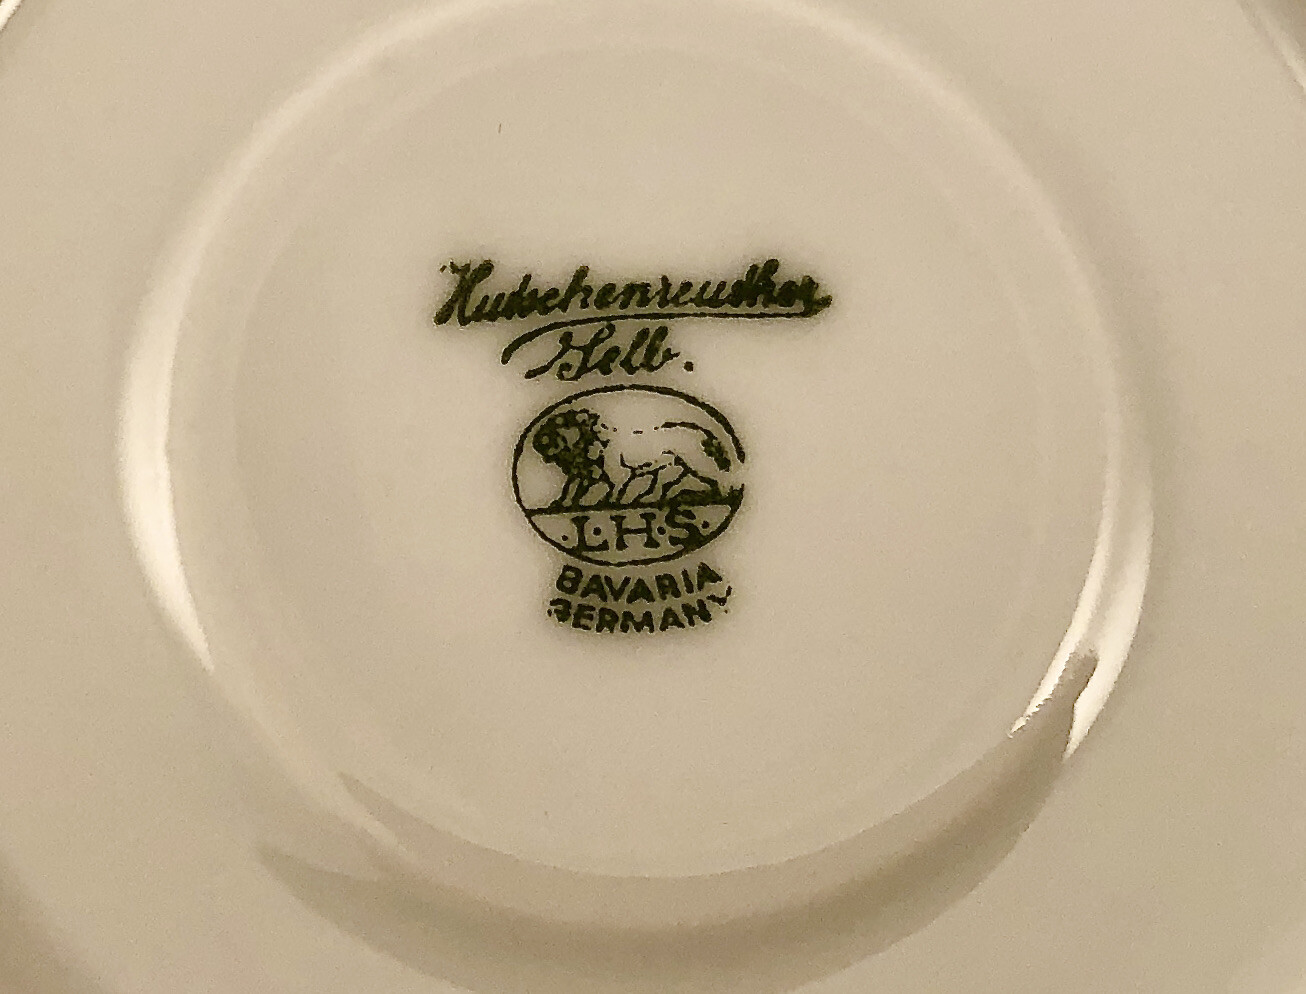 Hutschenreuther
Selb.
L·H·S·
BAVARIA
GERMANY